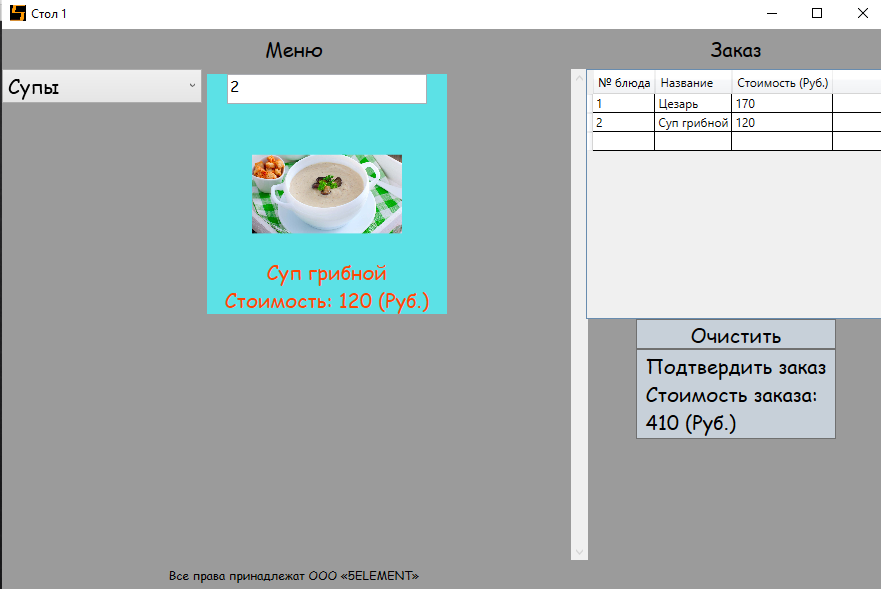 Стол 1
Меню
Заказ
Супы
2
Суп грибной
Стоимость: 120 (Руб.)
№ блюда Название Стоимость (Руб.)
1 Цезарь 170
2 Суп грибной 120
Очистить
Подтвердить заказ
Стоимость заказа:
410 (Руб.)
Все права принадлежат ООО «5ELEMENT»